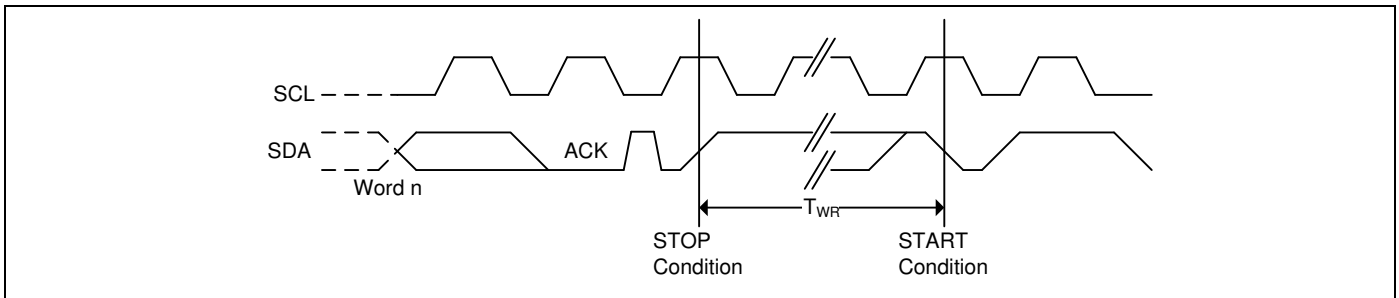 SCL
SDA
ACK
Word n
TWR
STOP
Condition
START
Condition